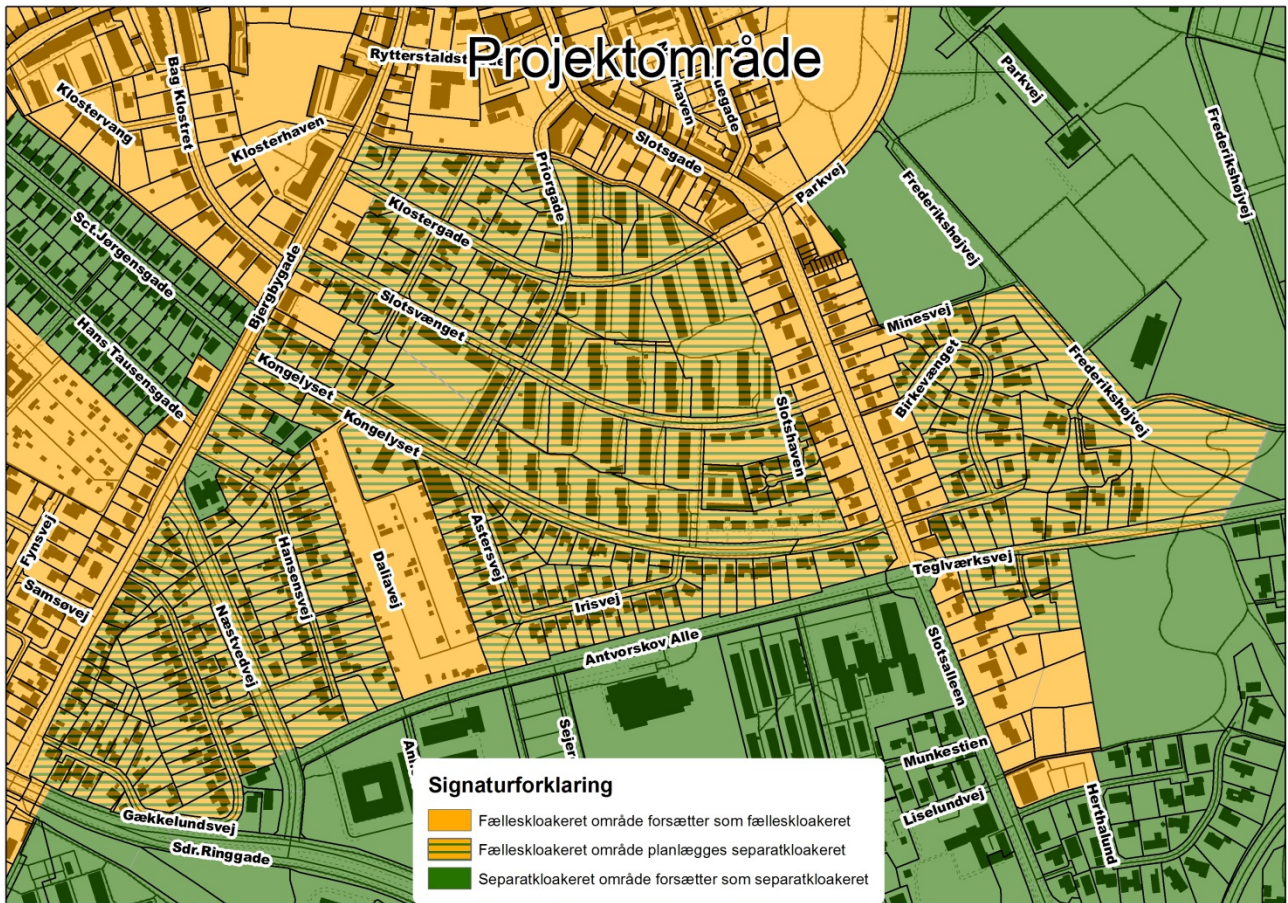 Projektområde
Rytterstaldst
Bag Klostret
Klostervang
Klosterhaven
Priorgade
Slotsgade
Parkvej
Parkvej
Frederikshøjvej
Frederikshøjvej
Sct.Jørgensgade
Klostergade
Bjergbygade
Slotsvænget
Minesvej
Hans Tausensgade
Kongelyset
Kongelyset
Birkevænget
Frederikshøjvej
Slotshaven
Fynsvej
Samsøvej
Hansensvej
Daliavej
Astersvej
Irisvej
Næstvedvej
Teglværksvej
Antvorskov Alle
Slotsalleen
Munkestien
Liselundvej
Herthalund
Gækkelundsvej
Sdr.Ringgade
Signaturforklaring
Fælleskloakeret område forsætter som fælleskloakeret
Fælleskloakeret område planlægges separatkloakeret
Separatkloakeret område forsætter som separatkloakeret